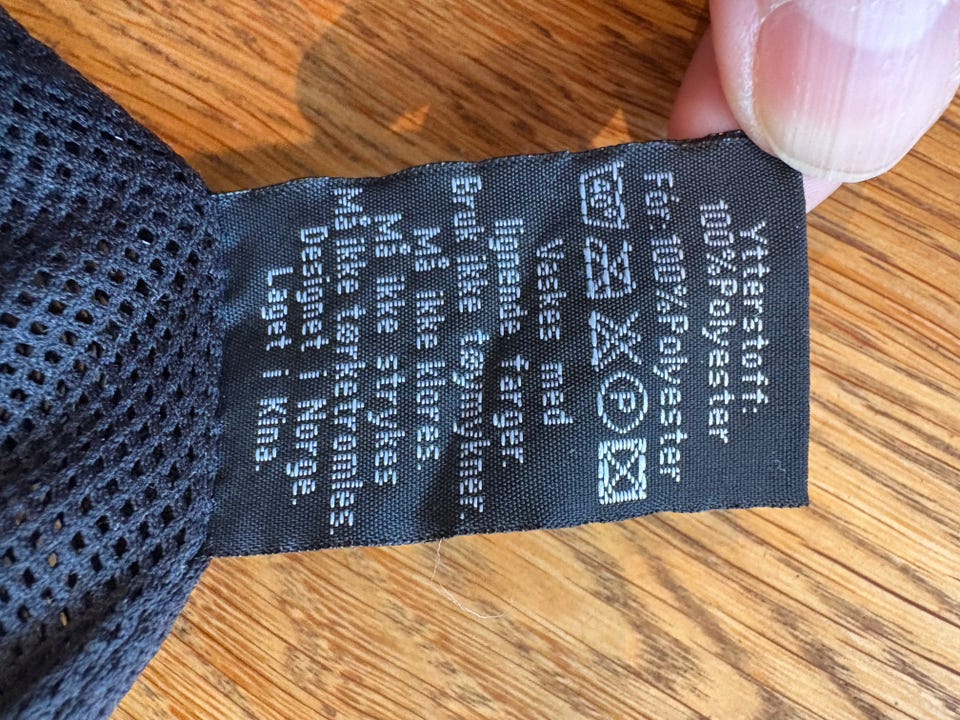 Ytterstoff:
100%Polyester
Fór: 100%Polyester
P
Vaskes med
lignende farger.
Bruk ikke tøymykner.
Må ikke klores.
Må ikke strykes
Må ikke tørketromles
Designet i Norge.
Laget i Kina.